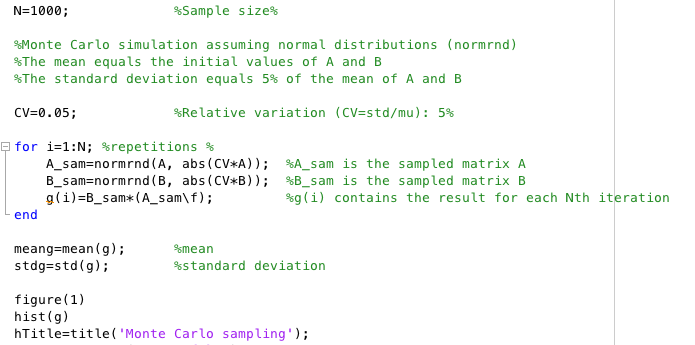 N=1000; %Sample size%
%Monte Carlo simulation assuming normal distributions (normrnd)
%The mean equals the initial values of A and B
%The standard deviation equals 5% of the mean of A and B
CV=0.05; %Relative variation (CV=std/mu): 5%
for i=1:N; %repetitions %
A_sam=normrnd(A, abs(CV*A)); %A_sam is the sampled matrix A
B_sam=normrnd(B, abs(CV*B)); %B_sam is the sampled matrix B
g(i)=B_sam*(A_sam\f); %g(i) contains the result for each Nth iteration
end
meang=mean(g); %mean
stdg=std(g); %standard deviation
figure(1)
hist(g)
hTitle=title('Monte Carlo sampling');